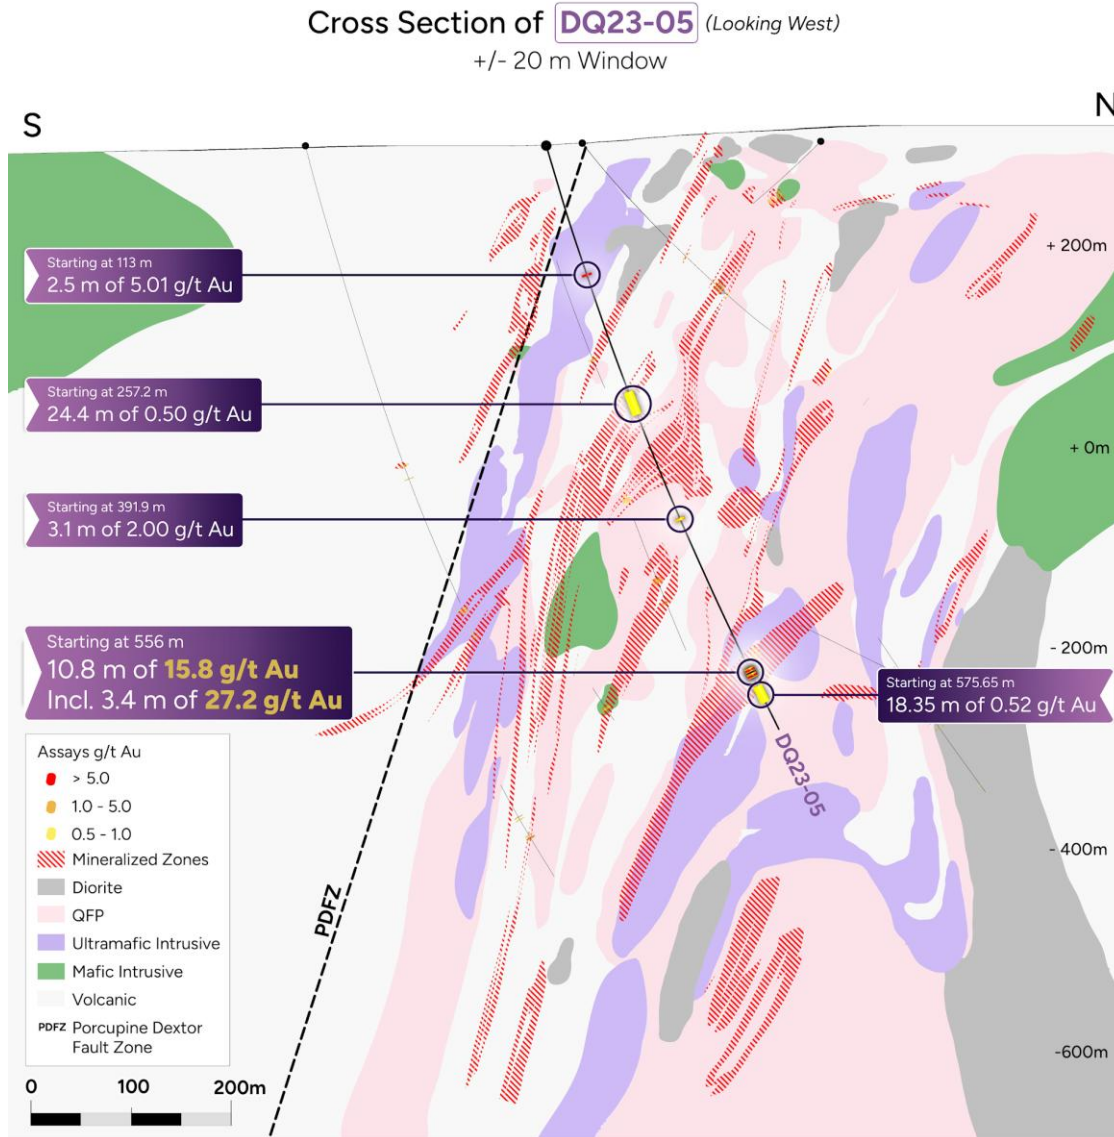 Cross Section of DQ23-05 (Looking West)
+/- 20 m Window
S
N
Starting at 113 m
2.5 m of 5.01 g/t Au
+ 200m
Starting at 257.2 m
24.4 m of 0.50 g/t Au
+ 0m
Starting at 391.9 m
3.1 m of 2.00 g/t Au
Starting at 556 m
10.8 m of 15.8 g/t Au
Incl. 3.4 m of 27.2 g/t Au
- 200m
Starting at 575.65 m
18.35 m of 0.52 g/t Au
DQ23-05
Assays g/t Au
> 5.0
1.0 - 5.0
0.5 - 1.0
Mineralized Zones
Diorite
QFP
Ultramafic Intrusive
Mafic Intrusive
Volcanic
PDFZ Porcupine Dextor
Fault Zone
PDFZ
- 400m
-600m
0 100 200m